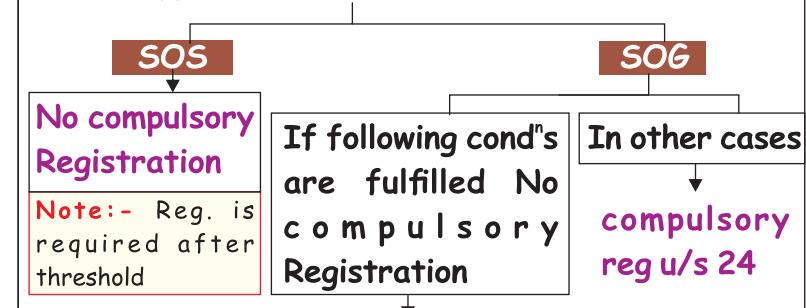 SOS
SOG
No compulsory
Registration
Note:- Reg. is
required after
threshold
If following condⁿs
are fulfilled No
compulsory
Registration
In other cases
compulsory
reg u/s 24